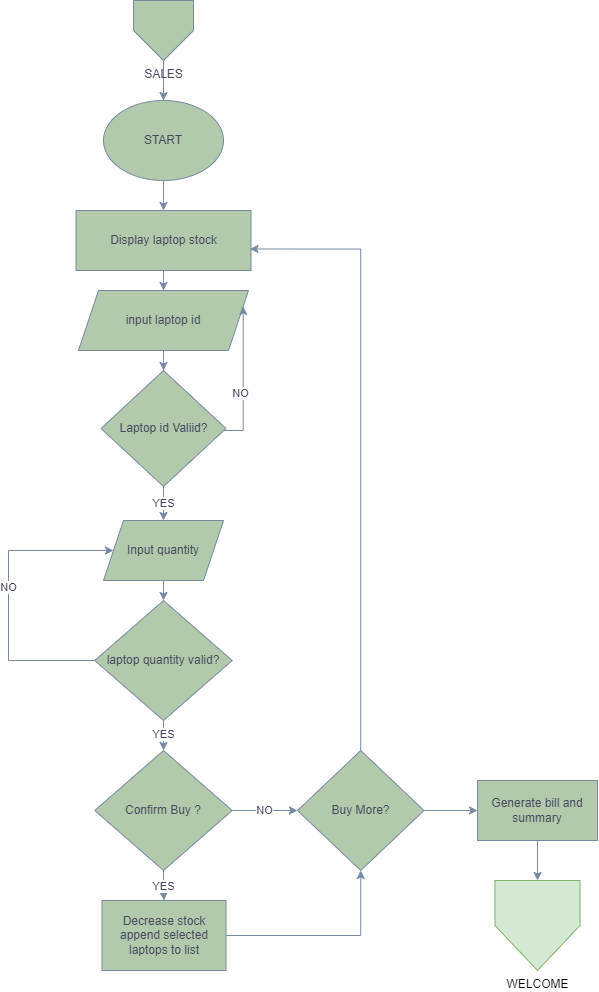 SALES
START
Display laptop stock
input laptop id
NO
Laptop id Valiid?
YES
Input quantity
NO
laptop quantity valid?
YES
Confirm Buy ?
NO
Buy More?
Generate bill and
summary
YES
Decrease stock
append selected
laptops to list
WELCOME